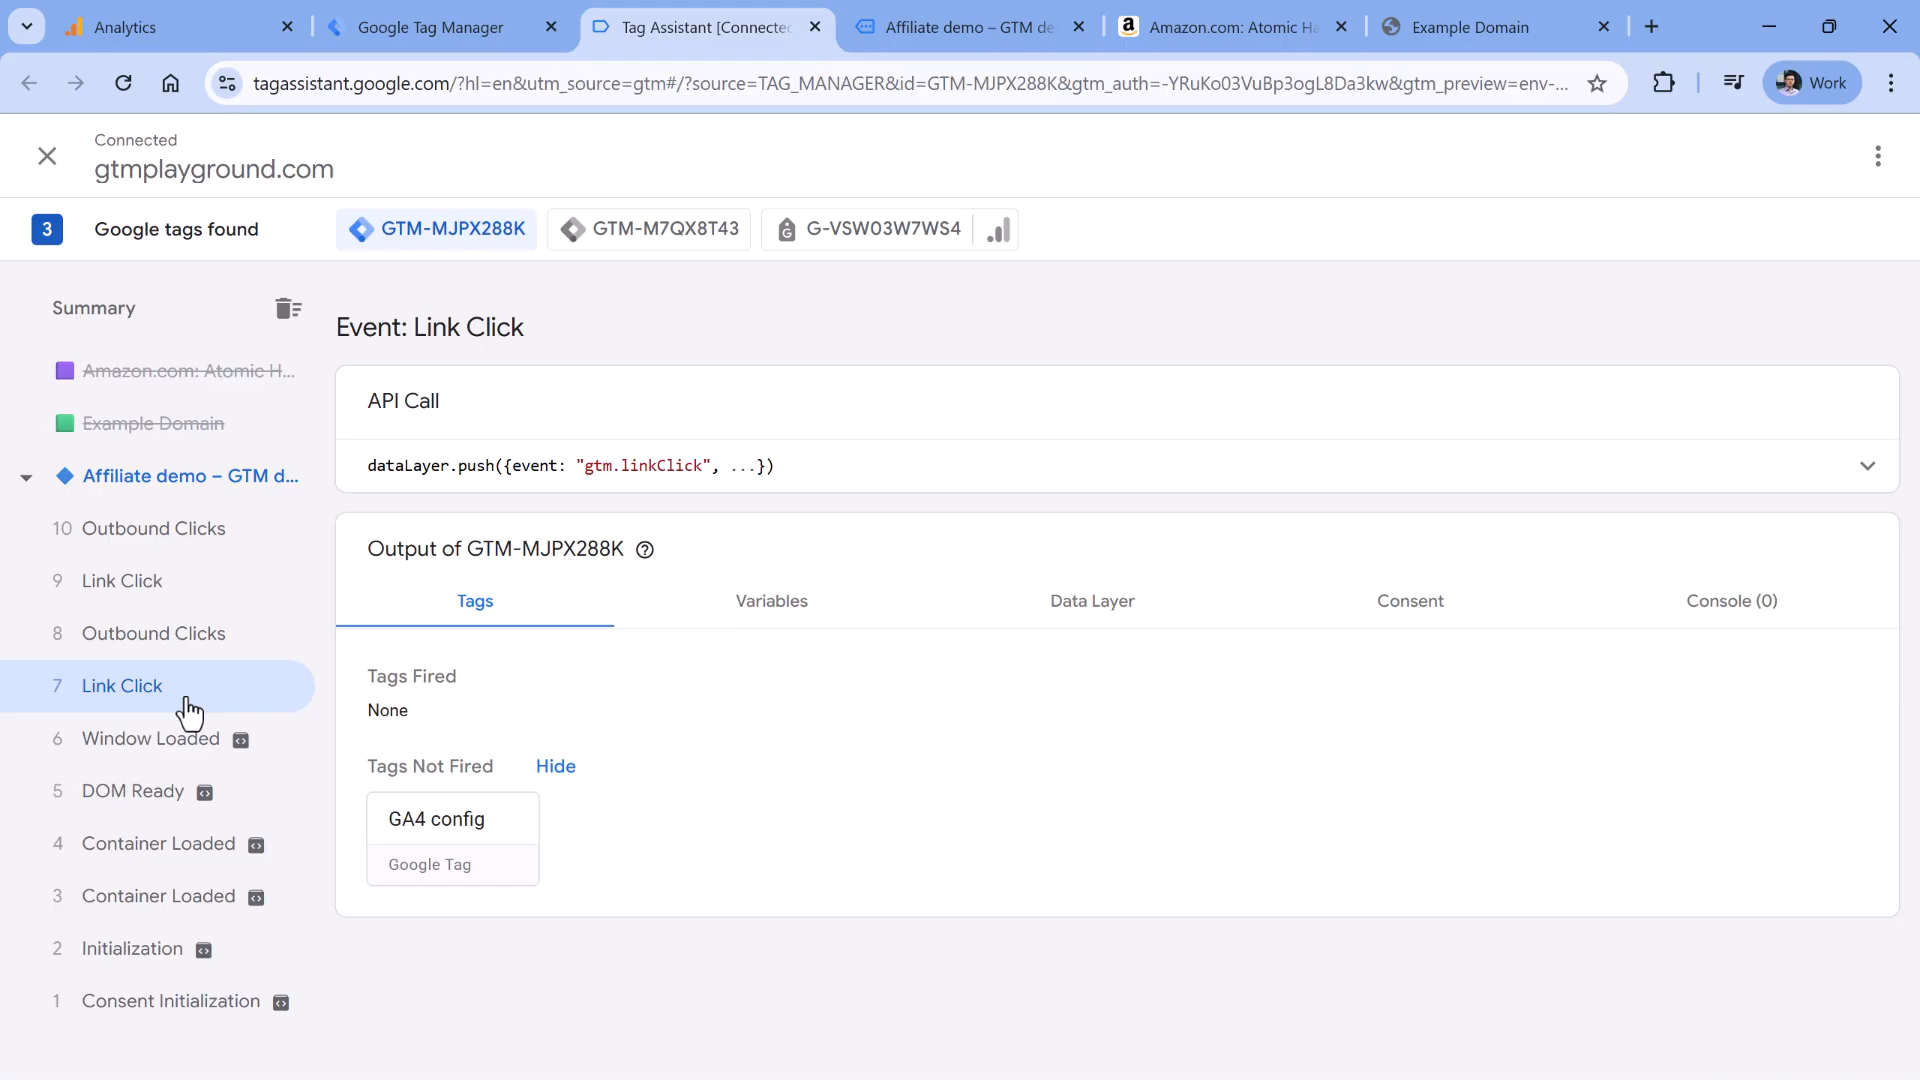 Analytics
Google Tag Manager
Tag Assistant [Connected
Affiliate demo – GTM de
Amazon.com: Atomic Ha
Example Domain
tagassistant.google.com/?hl=en&utm_source=gtm#/?source=TAG_MANAGER&id=GTM-MJPX288K&gtm_auth=-YRuKo03VuBp3ogL8Da3kw&gtm_preview=env-...
Work
Connected
gtmplayground.com
3
Google tags found
GTM-MJPX288K
GTM-M7QX8T43
G-VSW03W7WS4
Summary
Amazon.com: Atomic H...
Example Domain
Affiliate demo – GTM d...
10 Outbound Clicks
9 Link Click
8 Outbound Clicks
7 Link Click
6 Window Loaded
5 DOM Ready
4 Container Loaded
3 Container Loaded
2 Initialization
1 Consent Initialization
Event: Link Click
API Call
dataLayer.push({event: "gtm.linkClick", ...})
Output of GTM-MJPX288K
Tags
Variables
Data Layer
Consent
Console (0)
Tags Fired
None
Tags Not Fired
Hide
GA4 config
Google Tag